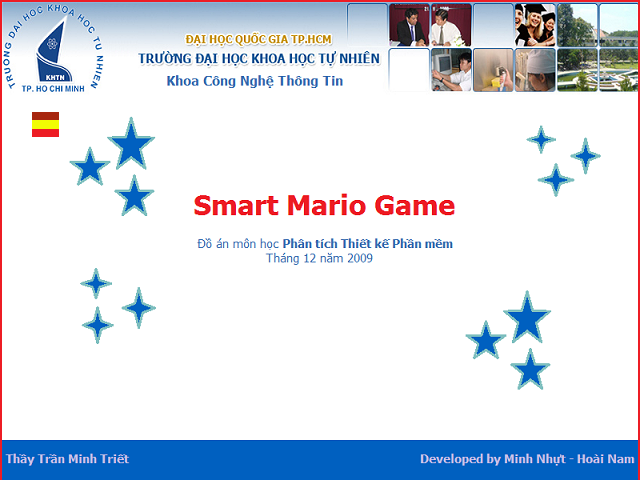 TRƯỜNG ĐẠI HỌC KHOA HỌC TỰ NHIÊN
KHTN
TP. HO CHI MINH
ĐẠI HỌC QUỐC GIA TP.HCM
TRƯỜNG ĐẠI HỌC KHOA HỌC TỰ NHIÊN
Khoa Công Nghệ Thông Tin
Smart Mario Game
Đồ án môn học Phân tích Thiết kế Phần mềm
Tháng 12 năm 2009
Thầy Trần Minh Triết
Developed by Minh Nhựt - Hoài Nam